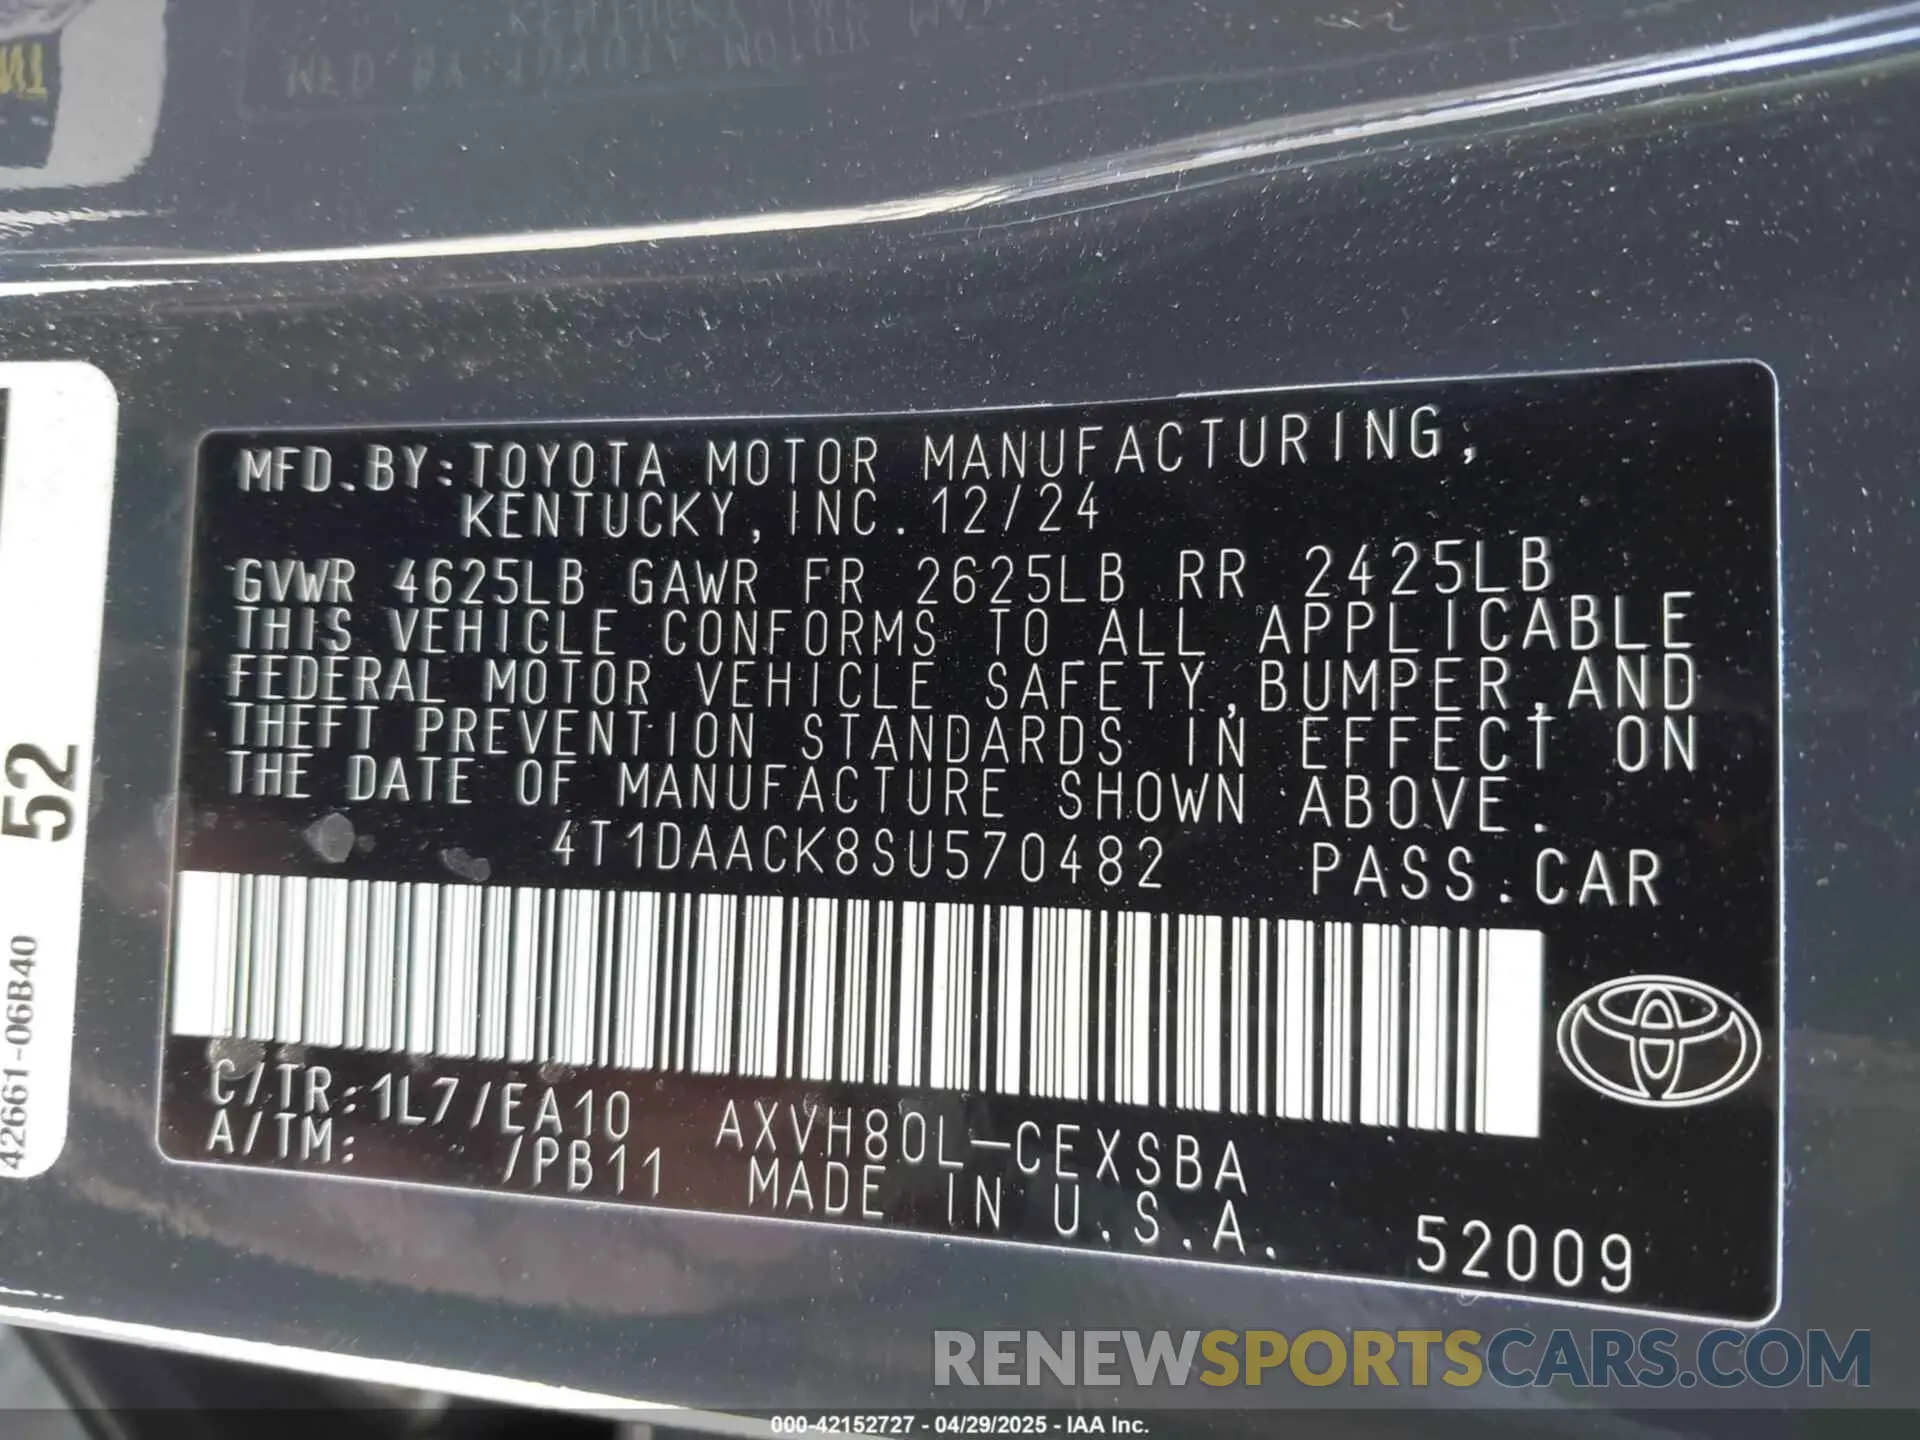 MFD.BY:TOYOTA MOTOR MANUFACTURING,
KENTUCKY, INC. 12/24
GVWR 4625LB GAWR FR 2625LB RR 2425LB
THIS VEHICLE CONFORMS TO ALL APPLICABLE
FEDERAL MOTOR VEHICLE SAFETY,BUMPER,AND
THEFT PREVENTION STANDARDS IN EFFECT ON
THE DATE OF MANUFACTURE SHOWN ABOVE.
4T1DAACK8SU570482 PASS.CAR
C/TR:1L7/EA10 AXVH80L-CEXSBA
A/TM: /PB11 MADE IN U.S.A.
52009
52
42661-06B40
RENEWSPORTSCARS.COM
000-42152727 - 04/29/2025 - IAA Inc.